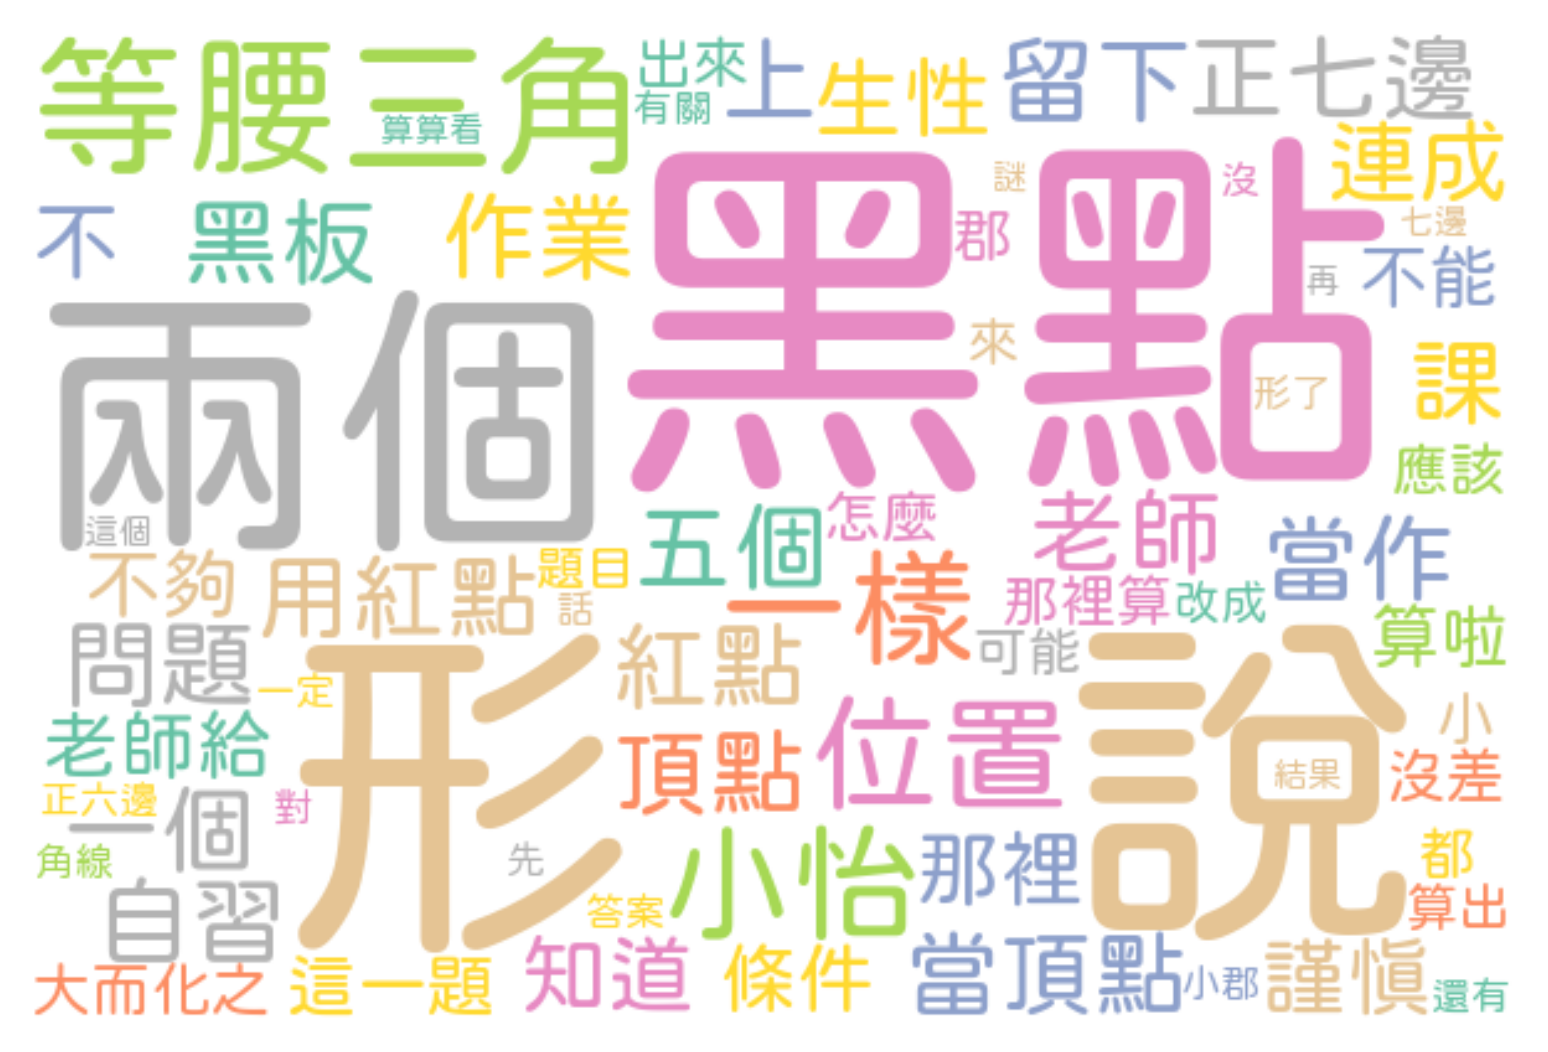 等腰三角
算算看
出來
有關
上
生性
留下
正七邊
連成
七邊
不
黑板
作業
黑點
謎
郡
沒
再
不能
兩個
這個
來
形了
課
應該
五個
怎麼
老師
當作
不夠
用紅點
題目
話
一樣
那裡算
改成
算啦
問題
一定
形
紅點
可能
說
小
老師給
頂點
位置
結果
沒差
正六邊
一個
對
角線
先
小怡
那裡
都
自習
答案
算出
大而化之
這一題
知道
條件
當頂點
小郡
謹慎
還有